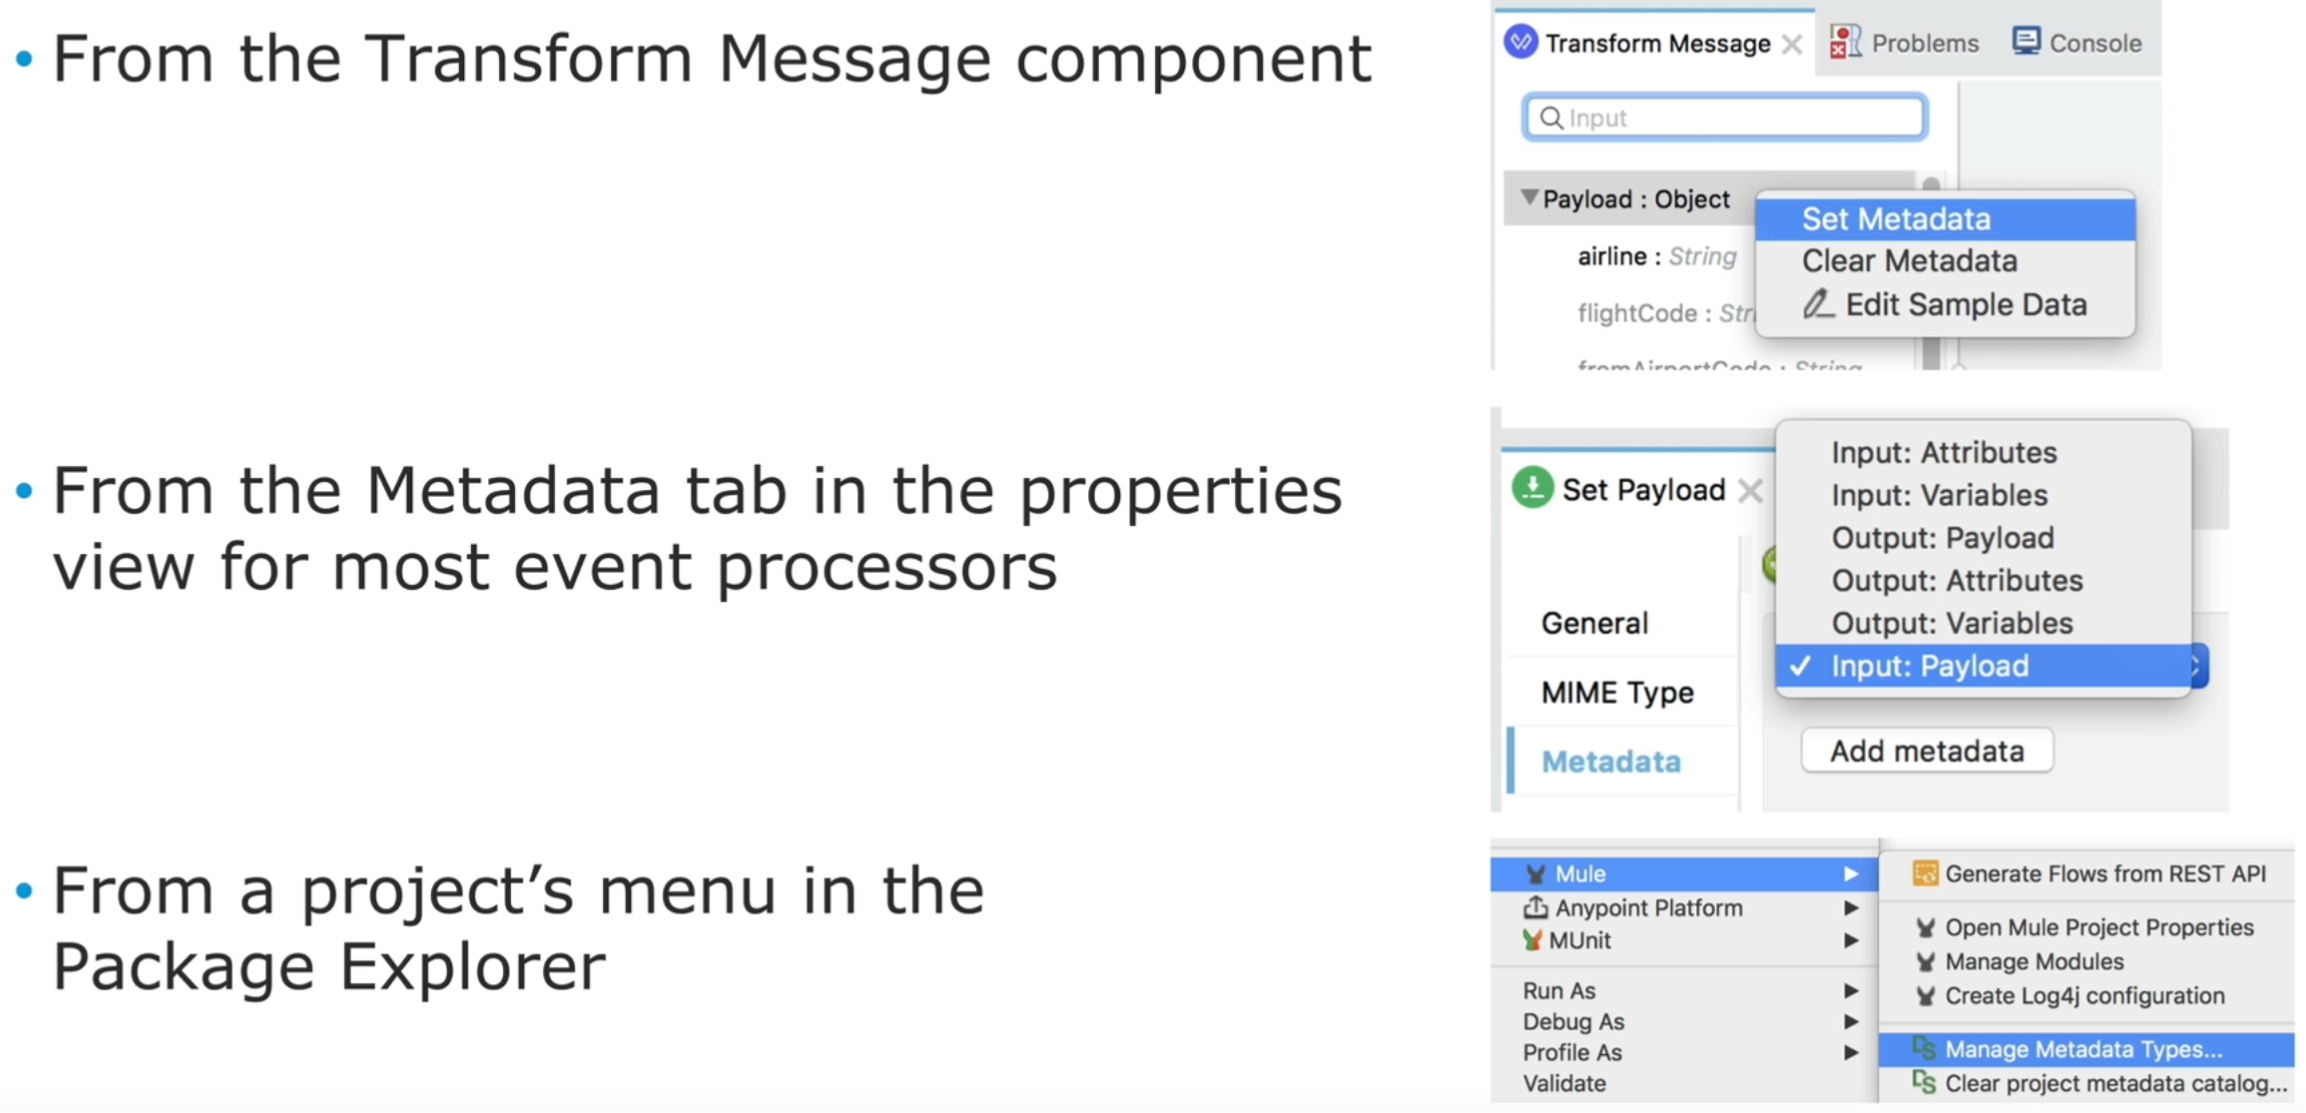 • From the Transform Message component
Transform Message
Problems
Console
Input
Payload : Object
airline : String
flightCode : Stri
fromAirportCode : String
Set Metadata
Clear Metadata
Edit Sample Data
• From the Metadata tab in the properties
view for most event processors
Set Payload
General
MIME Type
Metadata
Input: Attributes
Input: Variables
Output: Payload
Output: Attributes
Output: Variables
✓ Input: Payload
Add metadata
• From a project’s menu in the
Package Explorer
Mule
Anypoint Platform
MUnit
Run As
Debug As
Profile As
Validate
Generate Flows from REST API
Open Mule Project Properties
Manage Modules
Create Log4j configuration
DS Manage Metadata Types...
DS Clear project metadata catalog...